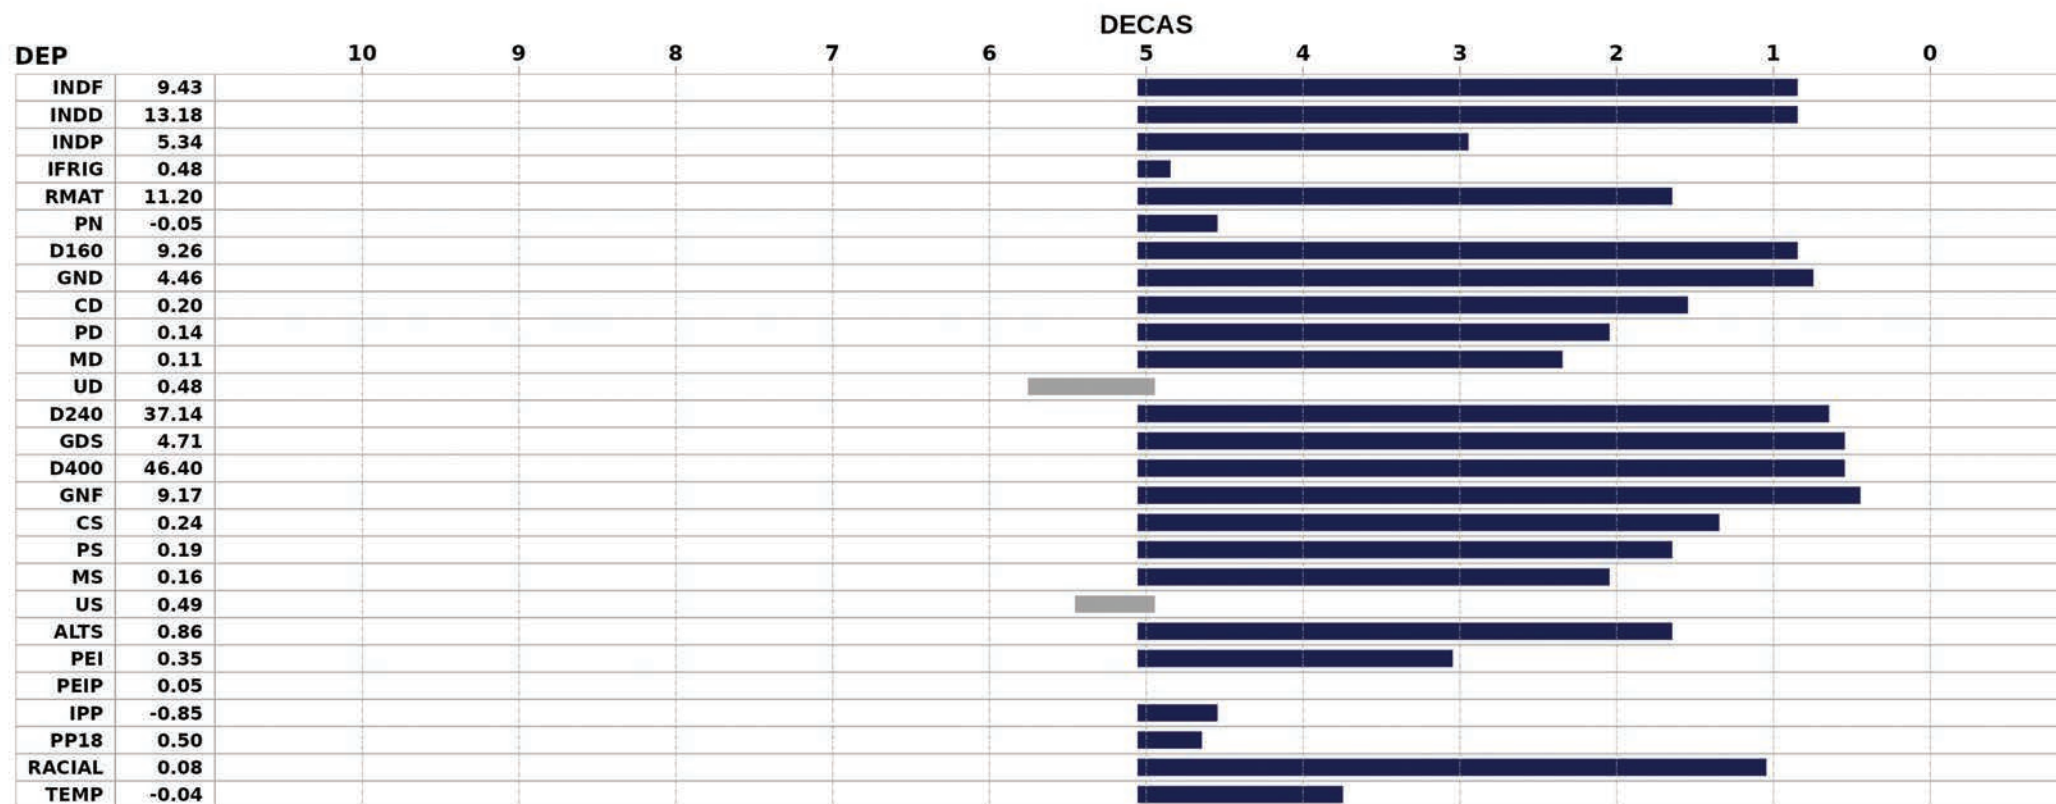 DECAS
DEP 10 9 8 7 6 5 4 3 2 1 0
INDF 9.43
INDD 13.18
INDP 5.34
IFRIG 0.48
RMAT 11.20
PN -0.05
D160 9.26
GND 4.46
CD 0.20
PD 0.14
MD 0.11
UD 0.48
D240 37.14
GDS 4.71
D400 46.40
GNF 9.17
CS 0.24
PS 0.19
MS 0.16
US 0.49
ALTS 0.86
PEI 0.35
PEIP 0.05
IPP -0.85
PP18 0.50
RACIAL 0.08
TEMP -0.04